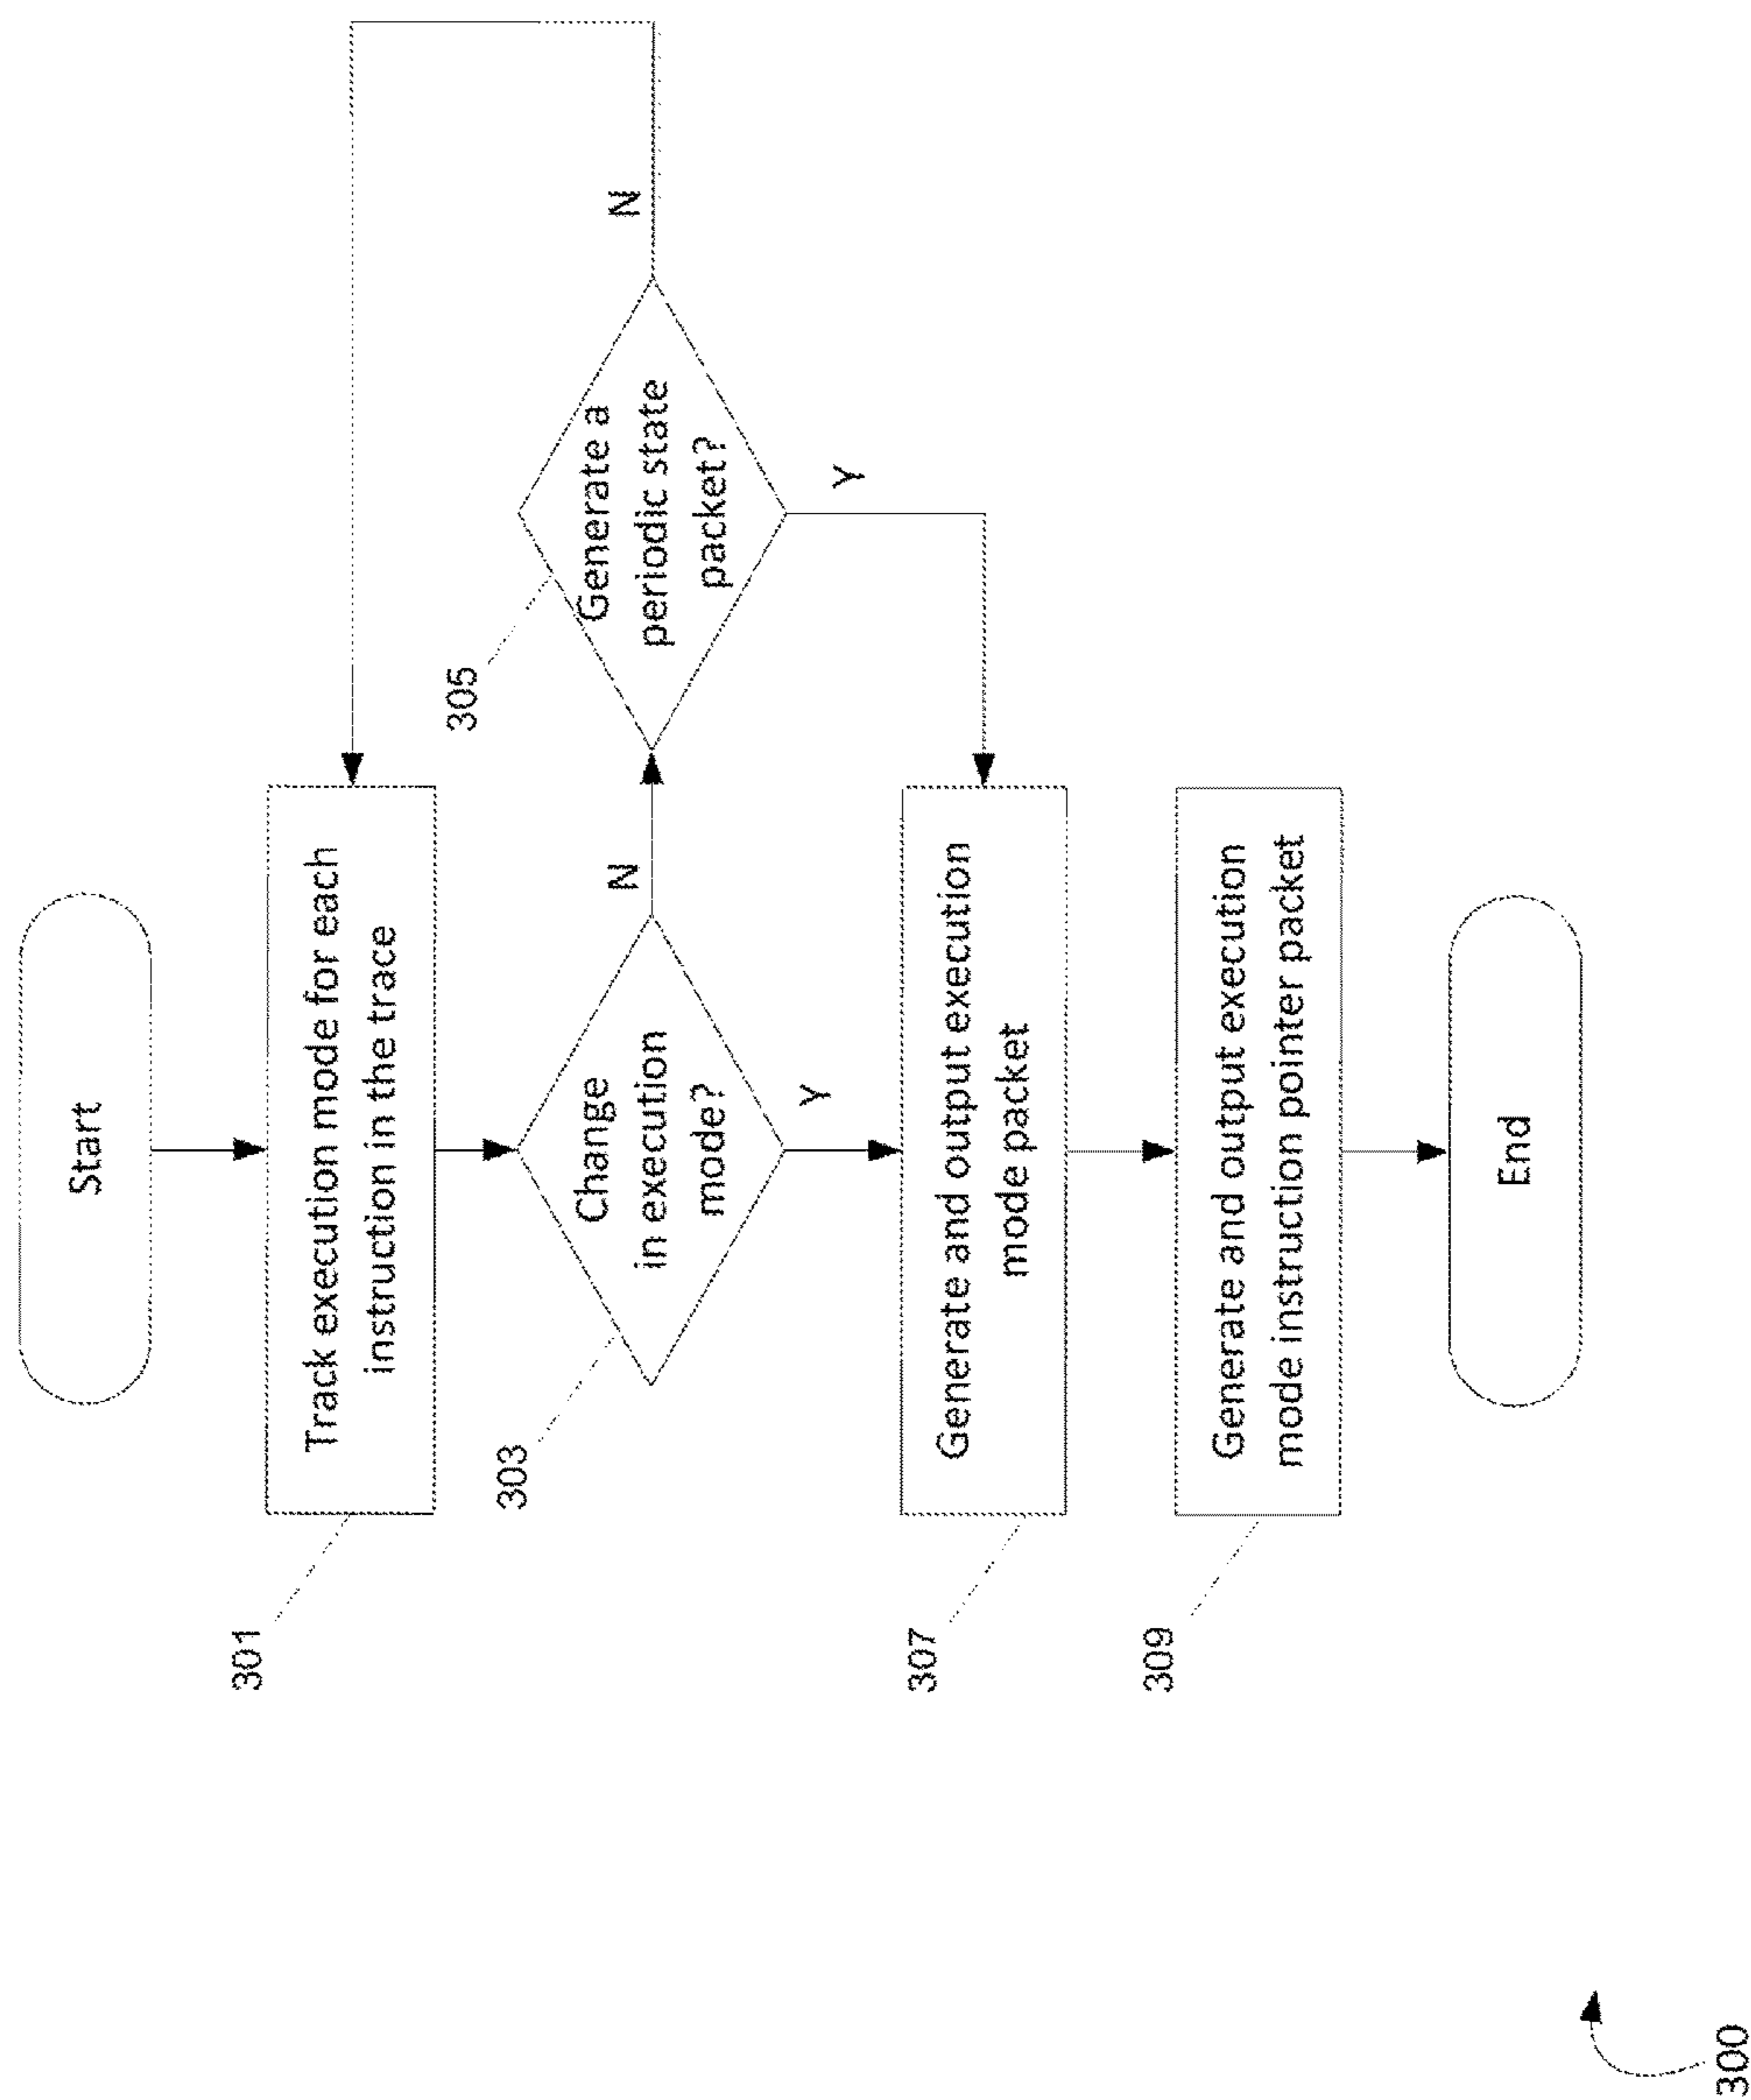 Start
301
Track execution mode for each
instruction in the trace
303
Change
in execution
mode?
N
Y
305
Generate a
periodic state
packet?
N
Y
307
Generate and output execution
mode packet
309
Generate and output execution
mode instruction pointer packet
End
300